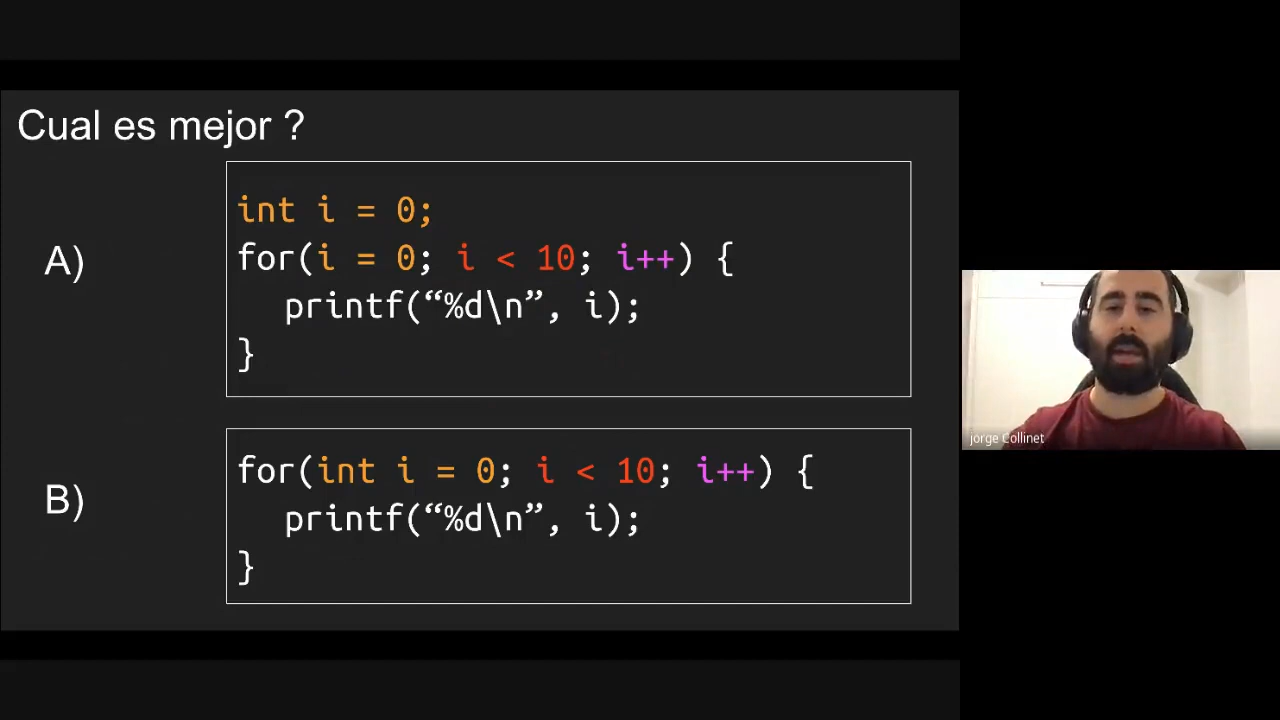 Cual es mejor ?
A)
int i = 0;
for(i = 0; i < 10; i++) {
printf(“%d\n”, i);
}
B)
for(int i = 0; i < 10; i++) {
printf(“%d\n”, i);
}
jorge Collinet